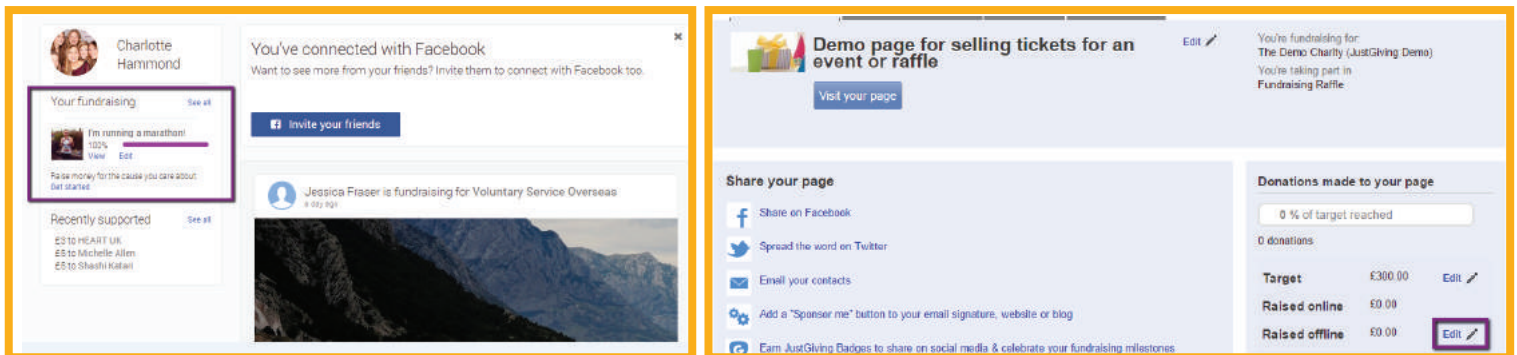 Charlotte
Hammond
Your fundraising See all
I'm running a marathon!
100%
View Edit
Raise money for the cause you care about
Get started
Recently supported See all
£5 to HEART UK
£5 to Michelle Allen
£5 to Shashi Katari
You've connected with Facebook
Want to see more from your friends? Invite them to connect with Facebook too.
Invite your friends
Jessica Fraser is fundraising for Voluntary Service Overseas
a day ago
Demo page for selling tickets for an
event or raffle
Edit
Visit your page
You're fundraising for:
The Demo Charity (JustGiving Demo)
You're taking part in
Fundraising Raffle
Share your page
Share on Facebook
Spread the word on Twitter
Email your contacts
Add a "Sponsor me" button to your email signature, website or blog
Earn JustGiving Badges to share on social media & celebrate your fundraising milestones
Donations made to your page
0 % of target reached
0 donations
Target £300.00 Edit
Raised online £0.00
Raised offline £0.00 Edit